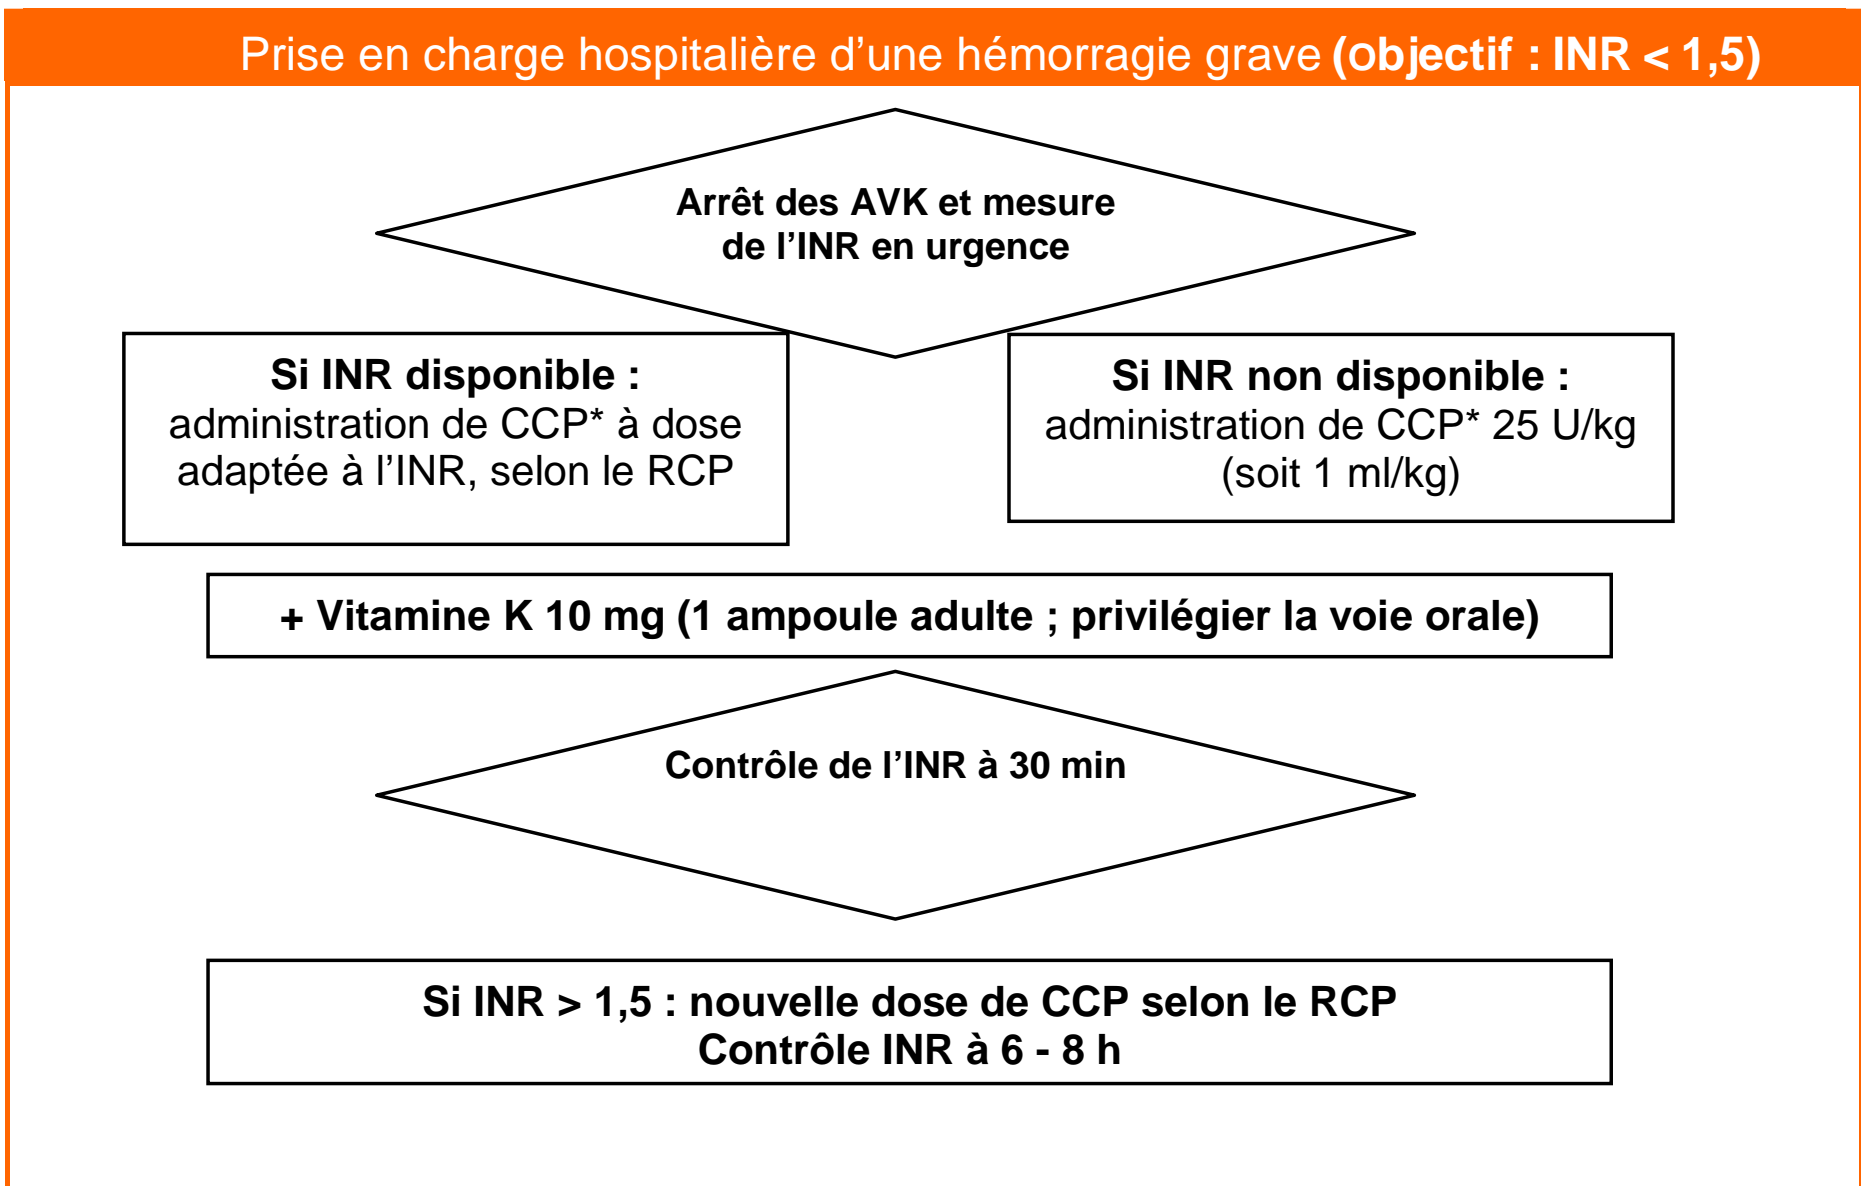 Prise en charge hospitalière d’une hémorragie grave (Objectif : INR < 1,5)
Arrêt des AVK et mesure
de l’INR en urgence
Si INR disponible :
administration de CCP* à dose
adaptée à l’INR, selon le RCP
Si INR non disponible :
administration de CCP* 25 U/kg
(soit 1 ml/kg)
+ Vitamine K 10 mg (1 ampoule adulte ; privilégier la voie orale)
Contrôle de l’INR à 30 min
Si INR > 1,5 : nouvelle dose de CCP selon le RCP
Contrôle INR à 6 - 8 h